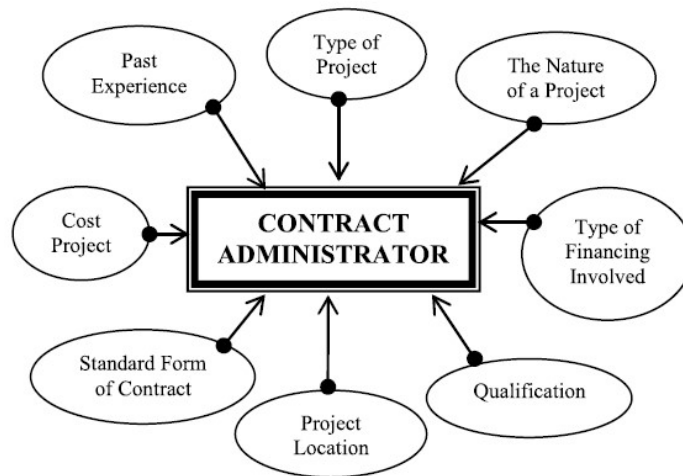 Past
Experience
Type of
Project
The Nature
of a Project
Cost
Project
CONTRACT
ADMINISTRATOR
Type of
Financing
Involved
Standard Form
of Contract
Project
Location
Qualification